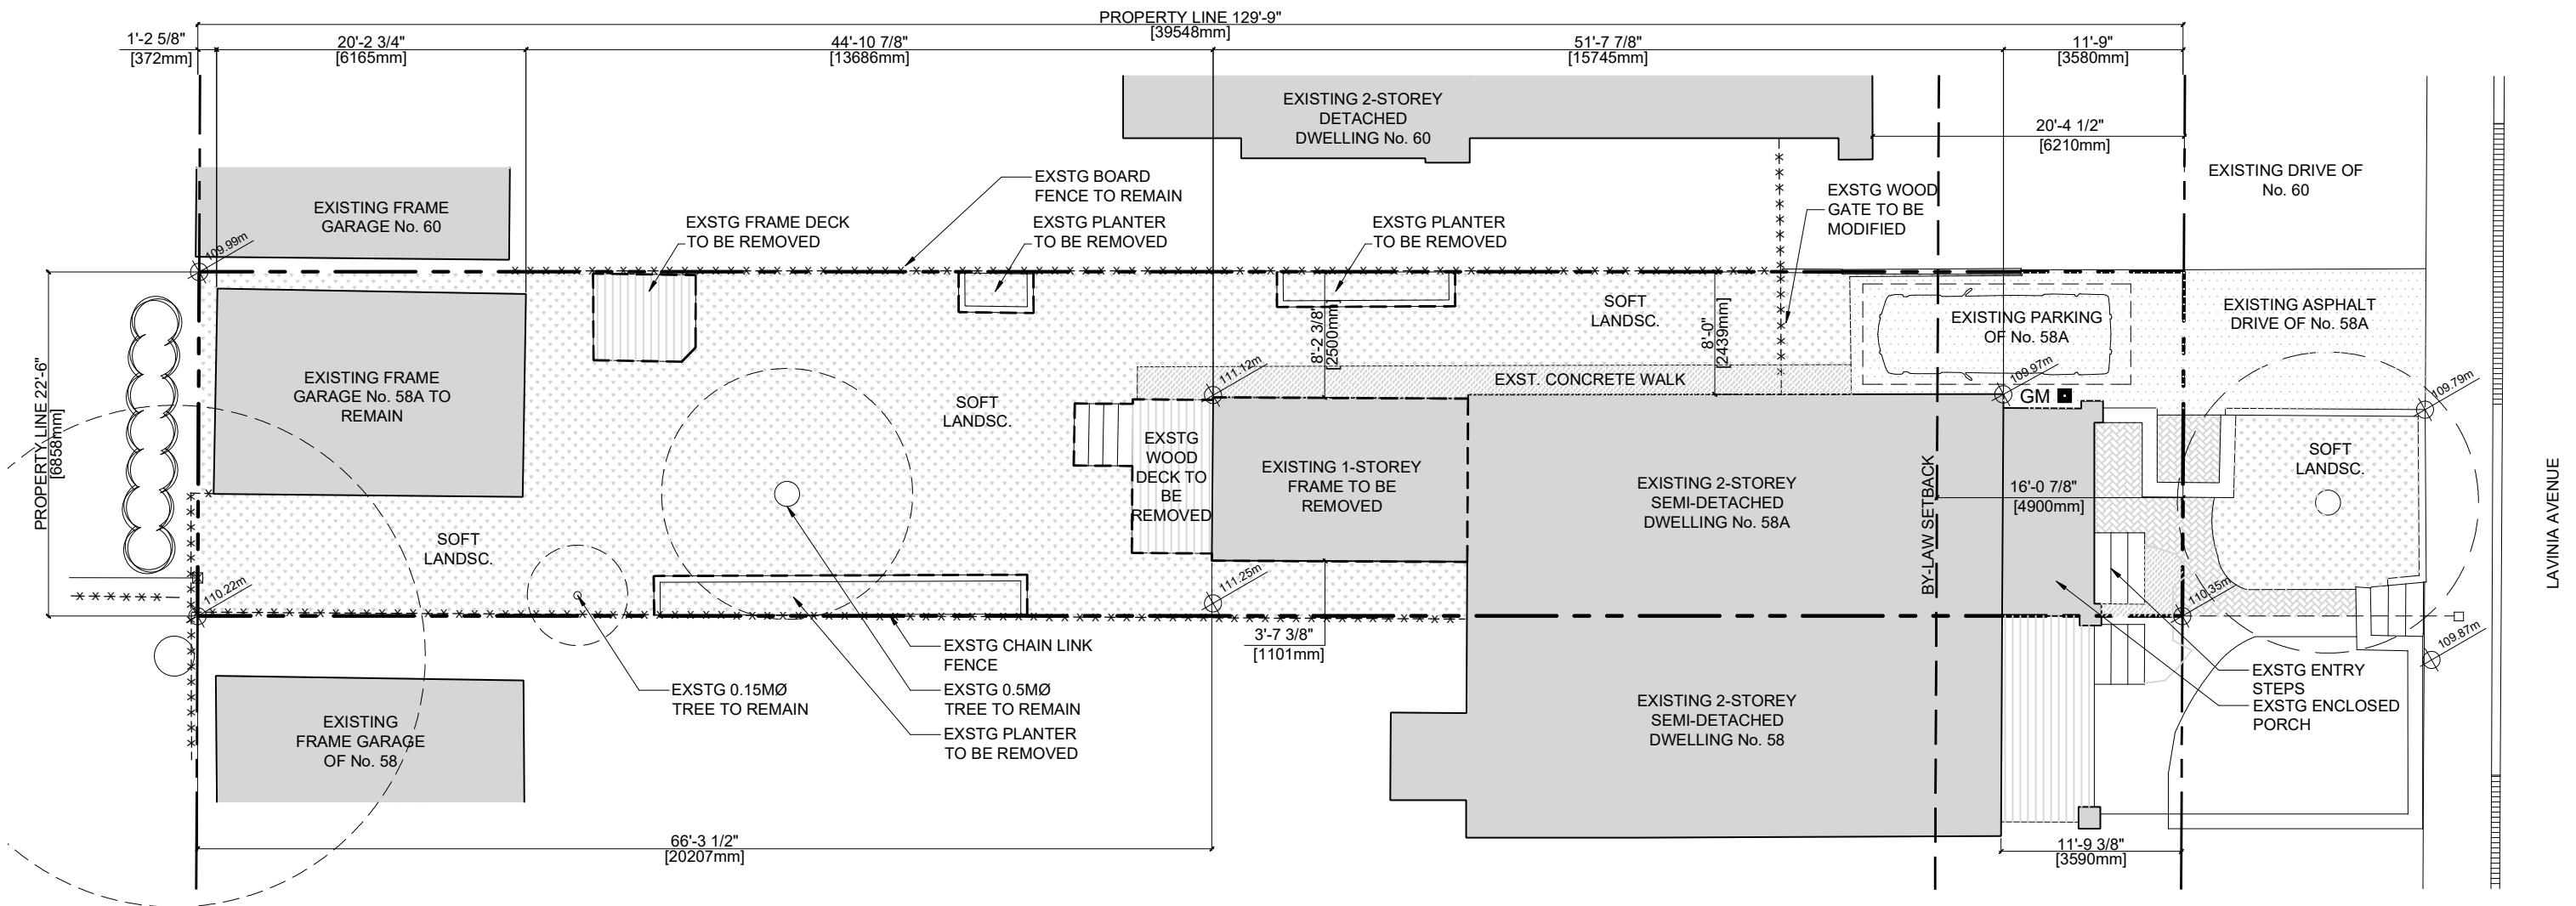 PROPERTY LINE 129'-9"
[39548mm]
1'-2 5/8"
[372mm]
20'-2 3/4"
[6165mm]
44'-10 7/8"
[13686mm]
51'-7 7/8"
[15745mm]
11'-9"
[3580mm]
EXISTING 2-STOREY
DETACHED
DWELLING No. 60
20'-4 1/2"
[6210mm]
EXISTING DRIVE OF
No. 60
EXISTING FRAME
GARAGE No. 60
109.99m
EXSTG FRAME DECK
TO BE REMOVED
EXSTG BOARD
FENCE TO REMAIN
EXSTG PLANTER
TO BE REMOVED
EXSTG PLANTER
TO BE REMOVED
EXSTG WOOD
GATE TO BE
MODIFIED
PROPERTY LINE 22'-6"
[6858mm]
EXISTING FRAME
GARAGE No. 58A TO
REMAIN
SOFT
LANDSC.
8'-2 3/8"
[2500mm]
SOFT
LANDSC.
8'-0"
[2439mm]
EXISTING PARKING
OF No. 58A
EXISTING ASPHALT
DRIVE OF No. 58A
111.12m
EXST. CONCRETE WALK
109.97m
GM
109.79m
EXSTG
WOOD
DECK TO
BE
REMOVED
EXISTING 1-STOREY
FRAME TO BE
REMOVED
EXISTING 2-STOREY
SEMI-DETACHED
DWELLING No. 58A
BY-LAW SETBACK
16'-0 7/8"
[4900mm]
SOFT
LANDSC.
LAVINIA AVENUE
SOFT
LANDSC.
110.22m
111.25m
110.35m
109.87m
3'-7 3/8"
[1101mm]
EXSTG CHAIN LINK
FENCE
EXSTG 0.15MØ
TREE TO REMAIN
EXSTG 0.5MØ
TREE TO REMAIN
EXSTG PLANTER
TO BE REMOVED
EXISTING
FRAME GARAGE
OF No. 58
EXISTING 2-STOREY
SEMI-DETACHED
DWELLING No. 58
EXSTG ENTRY
STEPS
EXSTG ENCLOSED
PORCH
66'-3 1/2"
[20207mm]
11'-9 3/8"
[3590mm]